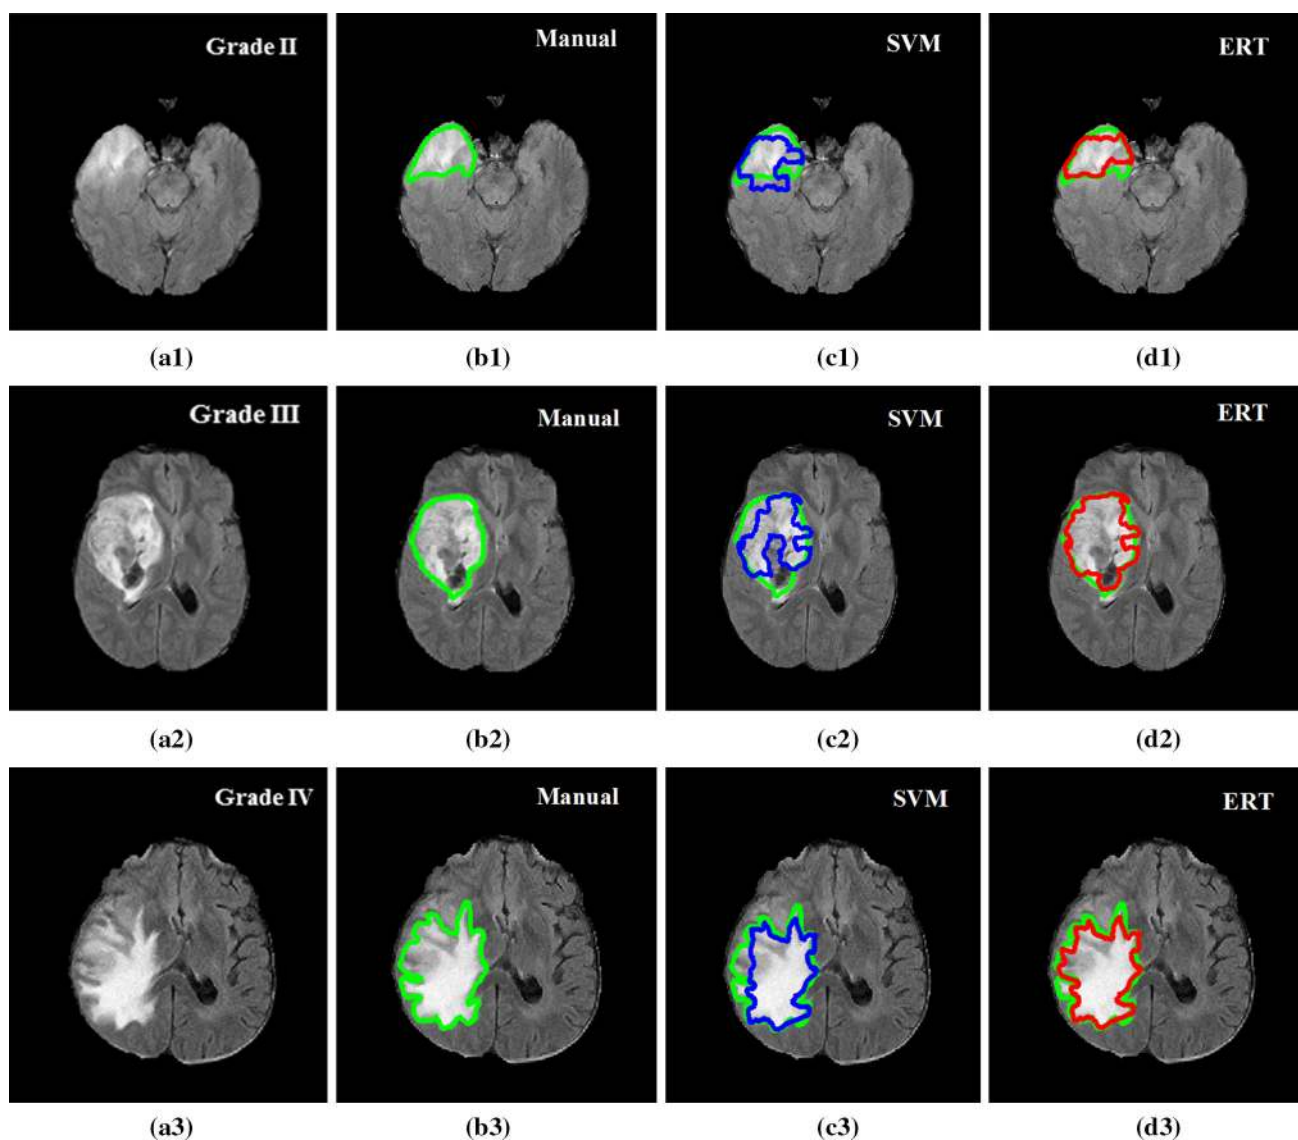 Grade II Manual SVM ERT
(a1) (b1) (c1) (d1)
Grade III Manual SVM ERT
(a2) (b2) (c2) (d2)
Grade IV Manual SVM ERT
(a3) (b3) (c3) (d3)